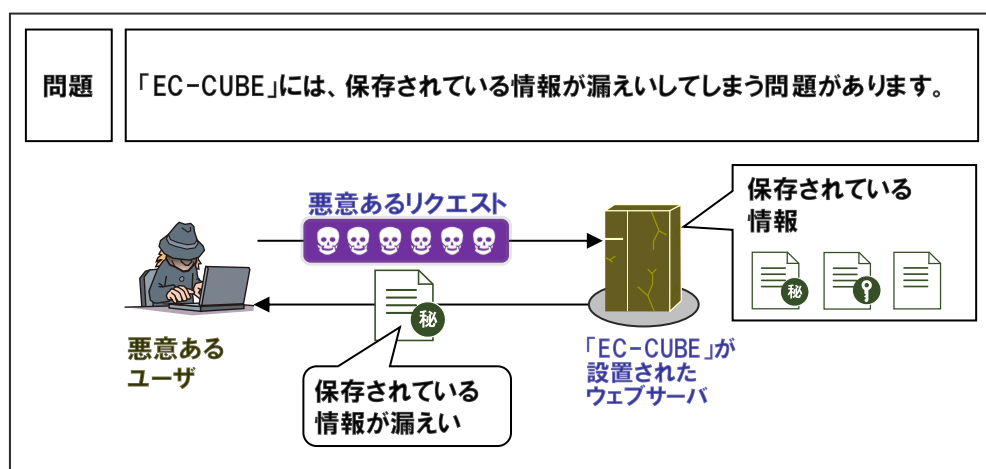 問題
「EC-CUBE」には、保存されている情報が漏えいしてしまう問題があります。
悪意あるリクエスト
保存されている
情報
秘
秘
悪意ある
ユーザ
「EC-CUBE」が
設置された
ウェブサーバ
保存されている
情報が漏えい